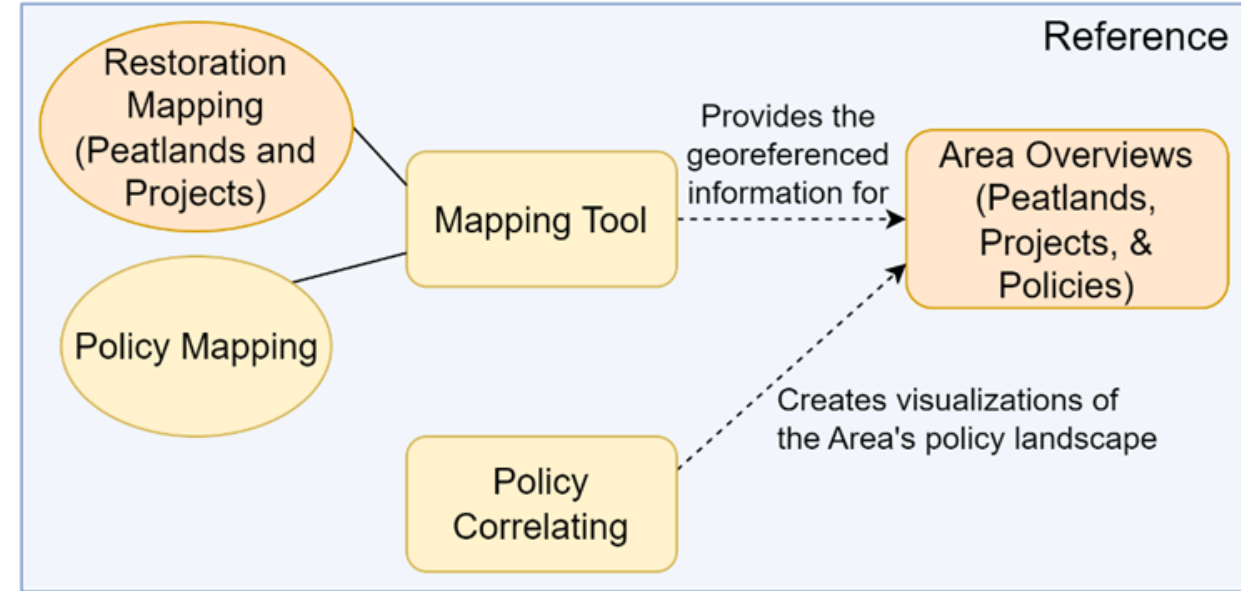 Reference
Restoration
Mapping
(Peatlands and
Projects)
Policy Mapping
Mapping Tool
Provides the
georeferenced
information for
Area Overviews
(Peatlands,
Projects, &
Policies)
Policy
Correlating
Creates visualizations of
the Area's policy landscape